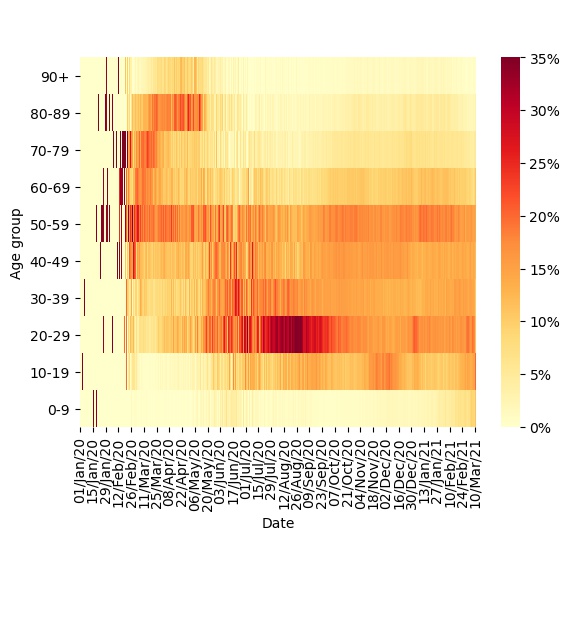 90+
80-89
70-79
60-69
50-59
40-49
30-39
20-29
10-19
0-9
Age group
35%
30%
25%
20%
15%
10%
5%
0%
01/Jan/20
15/Jan/20
29/Jan/20
12/Feb/20
26/Feb/20
11/Mar/20
25/Mar/20
08/Apr/20
22/Apr/20
06/May/20
20/May/20
03/Jun/20
17/Jun/20
01/Jul/20
15/Jul/20
29/Jul/20
12/Aug/20
26/Aug/20
09/Sep/20
23/Sep/20
07/Oct/20
21/Oct/20
04/Nov/20
18/Nov/20
02/Dec/20
16/Dec/20
30/Dec/20
13/Jan/21
27/Jan/21
10/Feb/21
24/Feb/21
10/Mar/21
Date